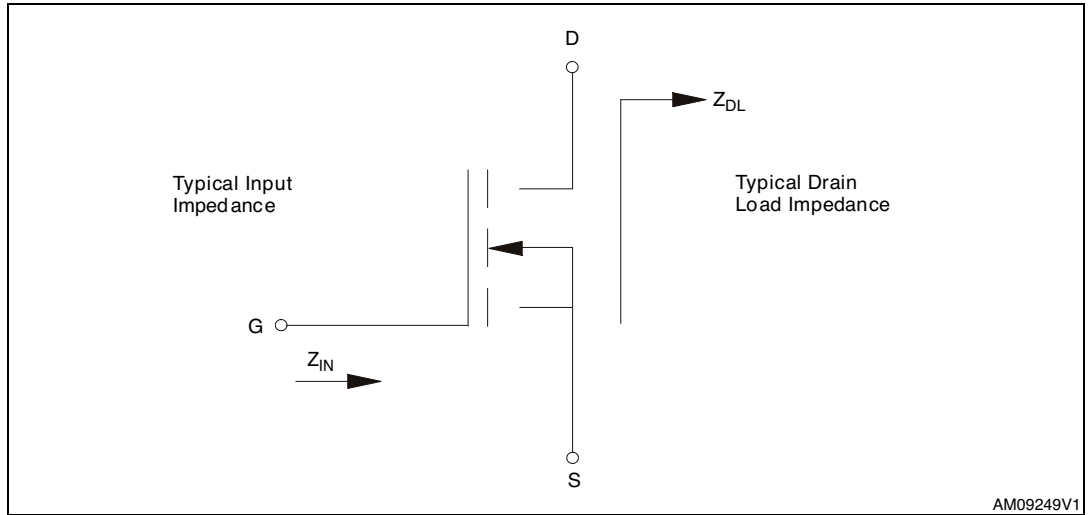 D
Z_DL
Typical Input
Impedance
Typical Drain
Load Impedance
G
Z_IN
S
AM09249V1